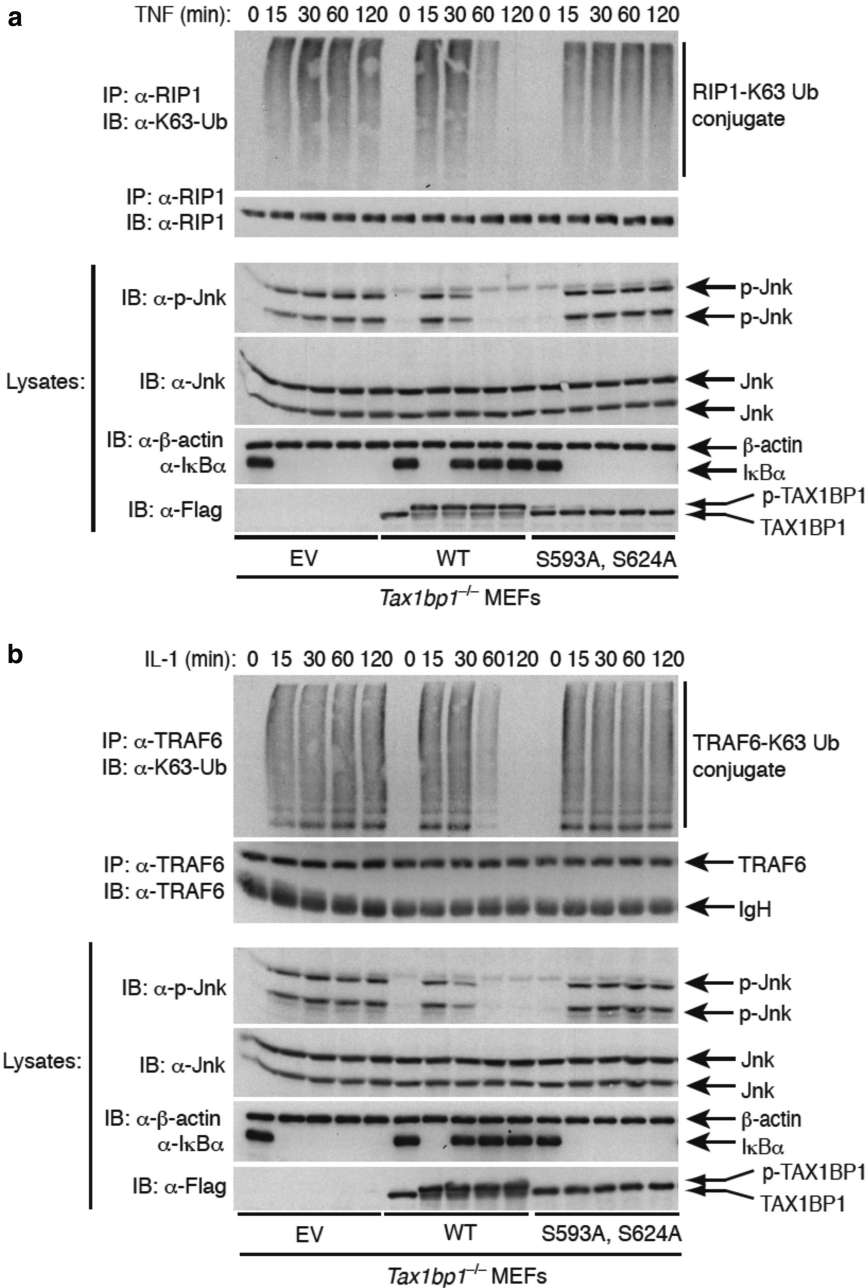 a
TNF (min): 0 15 30 60 120 0 15 30 60 120 0 15 30 60 120
IP: α-RIP1
IB: α-K63-Ub
RIP1-K63 Ub
conjugate
IP: α-RIP1
IB: α-RIP1
Lysates:
IB: α-p-Jnk
p-Jnk
p-Jnk
IB: α-Jnk
Jnk
Jnk
IB: α-β-actin
α-IκBα
β-actin
IκBα
IB: α-Flag
p-TAX1BP1
TAX1BP1
EV WT S593A, S624A
Tax1bp1–/– MEFs
b
IL-1 (min): 0 15 30 60 120 0 15 30 60 120 0 15 30 60 120
IP: α-TRAF6
IB: α-K63-Ub
TRAF6-K63 Ub
conjugate
IP: α-TRAF6
IB: α-TRAF6
TRAF6
IgH
Lysates:
IB: α-p-Jnk
p-Jnk
p-Jnk
IB: α-Jnk
Jnk
Jnk
IB: α-β-actin
α-IκBα
β-actin
IκBα
IB: α-Flag
p-TAX1BP1
TAX1BP1
EV WT S593A, S624A
Tax1bp1–/– MEFs